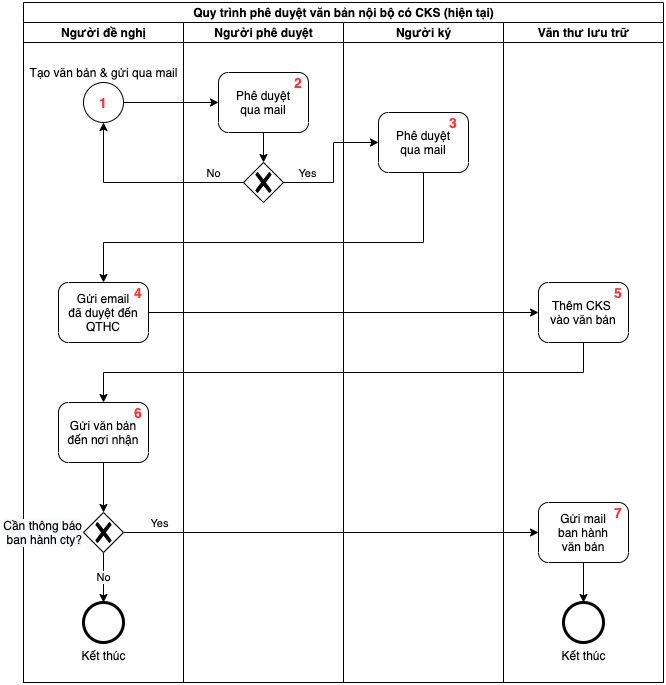 Quy trình phê duyệt văn bản nội bộ có CKS (hiện tại)
Người đề nghị
Người phê duyệt
Người ký
Văn thư lưu trữ
Tạo văn bản & gửi qua mail
1
2
Phê duyệt
qua mail
3
Phê duyệt
qua mail
No
Yes
4
Gửi email
đã duyệt đến
QTHC
5
Thêm CKS
vào văn bản
6
Gửi văn bản
đến nơi nhận
Cần thông báo
ban hành cty?
Yes
No
7
Gửi mail
ban hành
văn bản
Kết thúc
Kết thúc